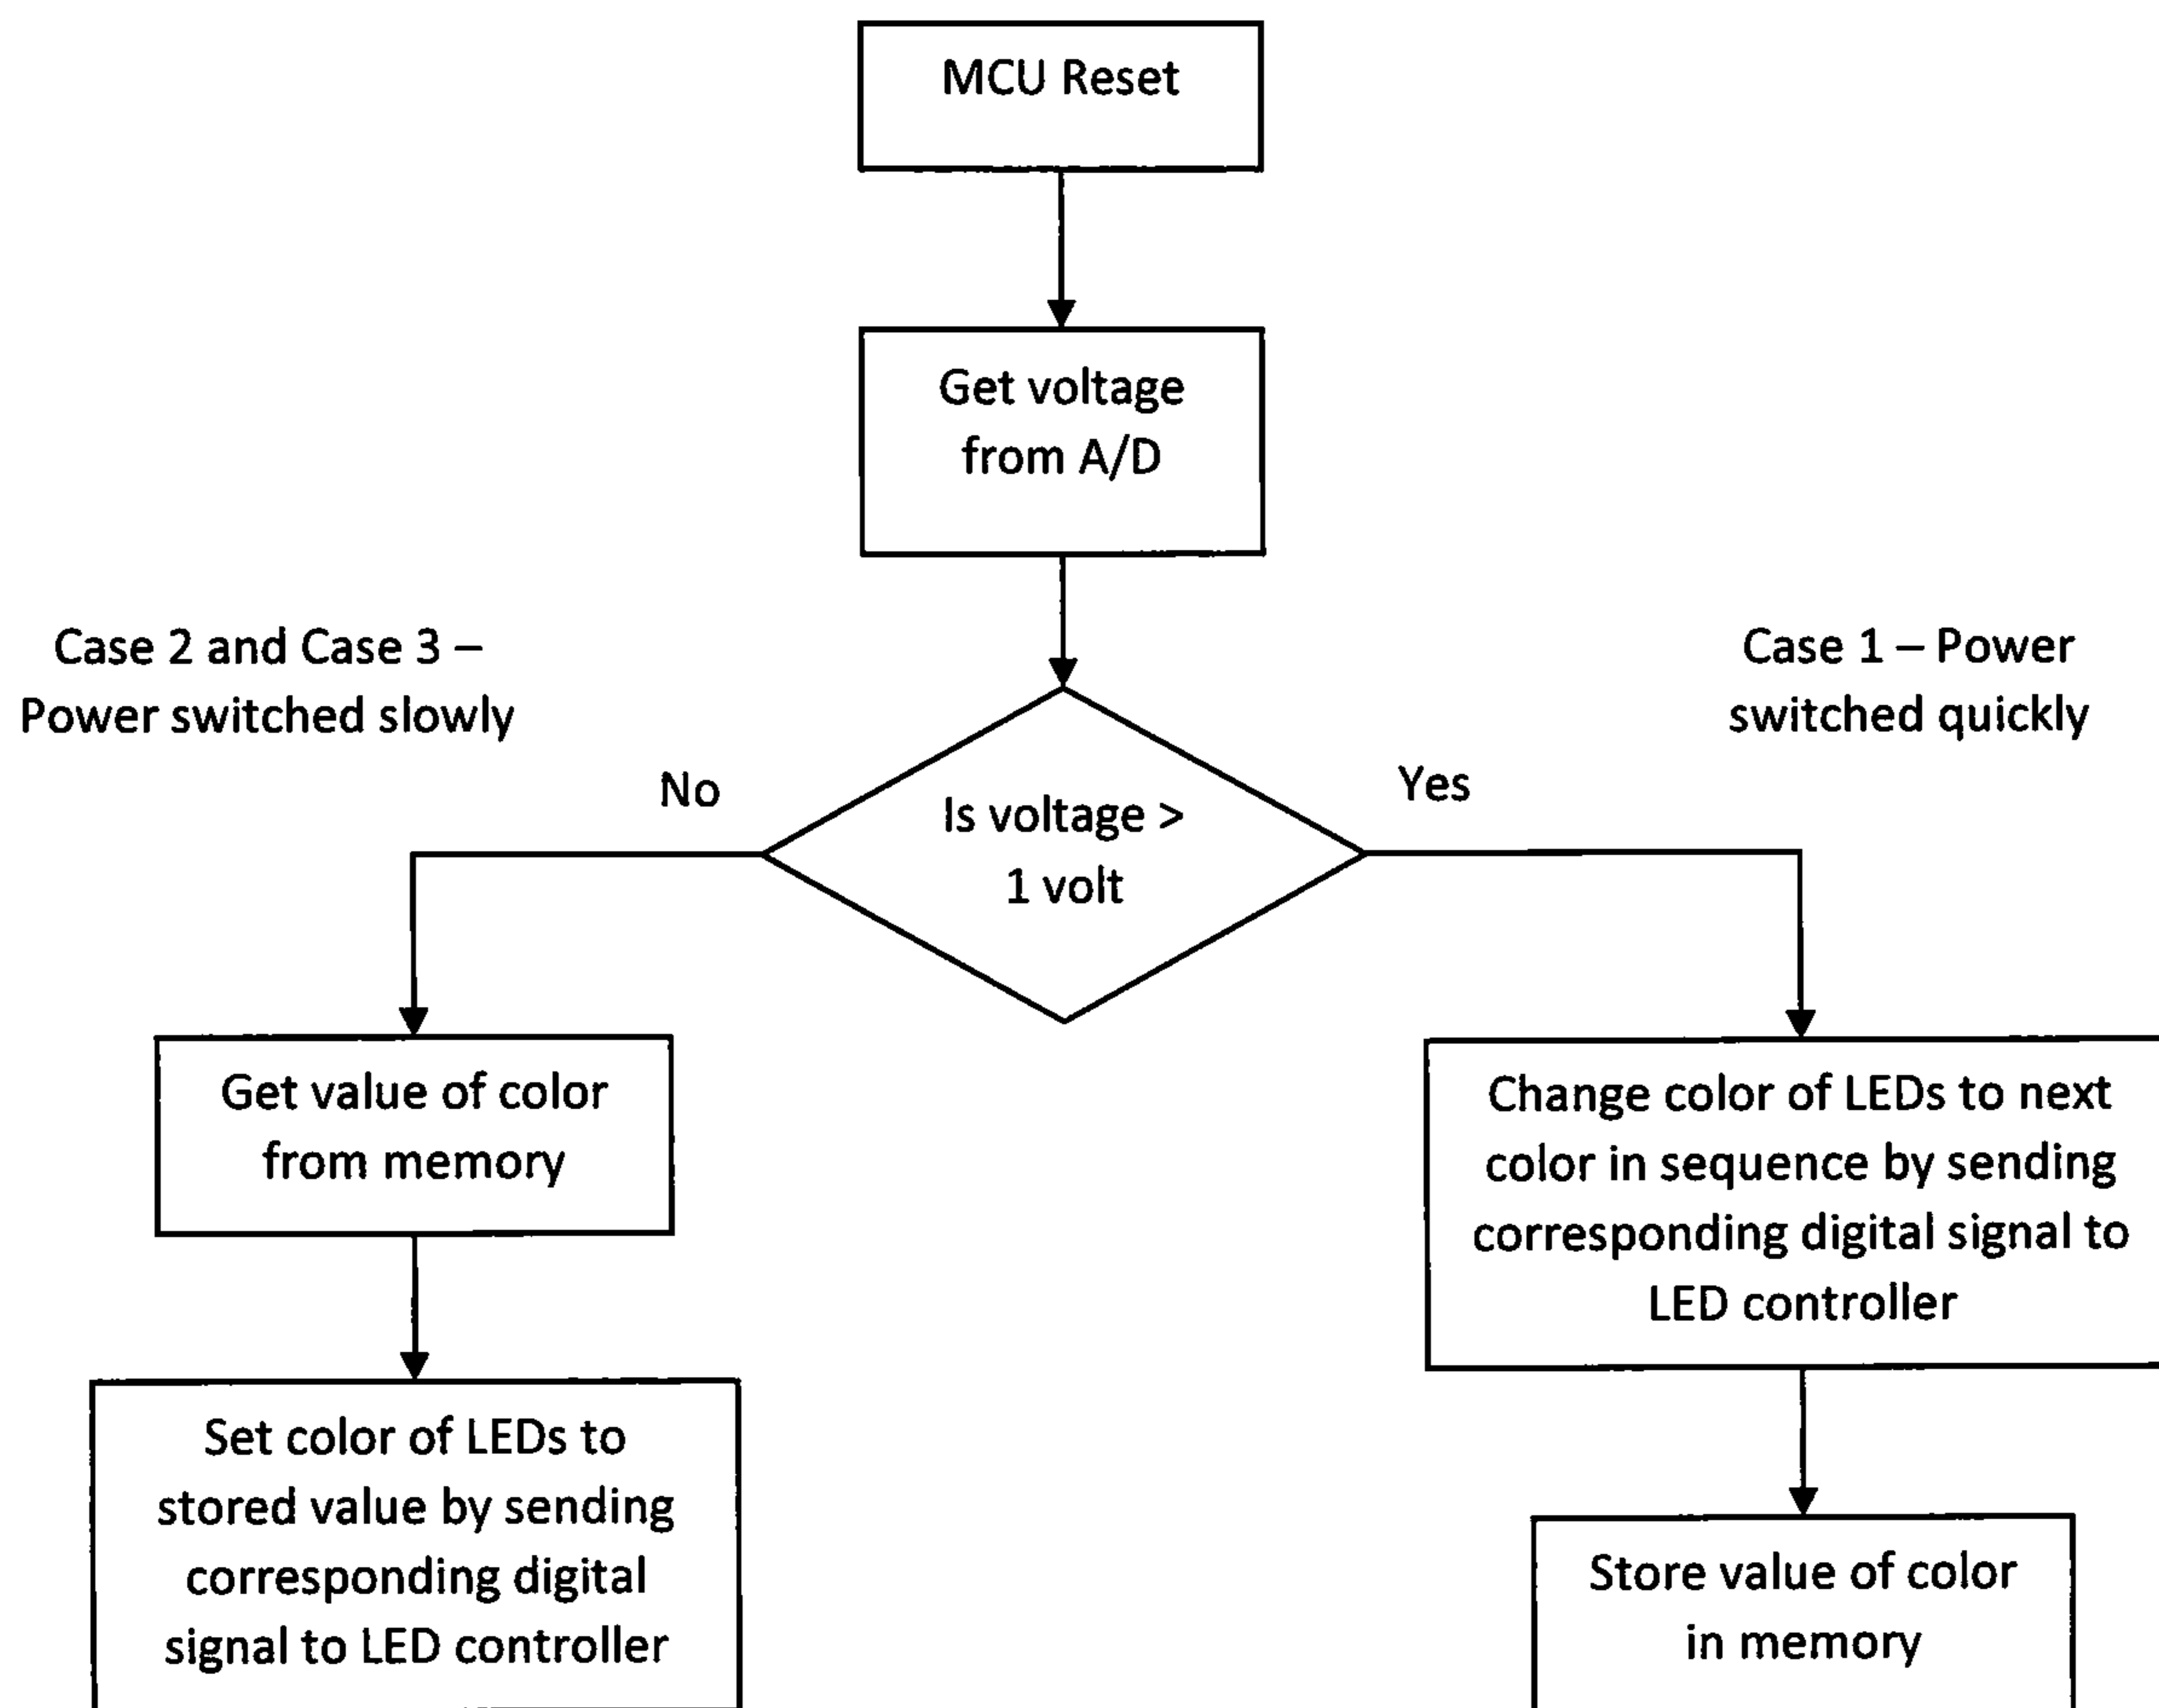 MCU Reset
Get voltage
from A/D
Case 2 and Case 3 –
Power switched slowly
Case 1 – Power
switched quickly
No
Yes
Is voltage >
1 volt
Get value of color
from memory
Change color of LEDs to next
color in sequence by sending
corresponding digital signal to
LED controller
Set color of LEDs to
stored value by sending
corresponding digital
signal to LED controller
Store value of color
in memory